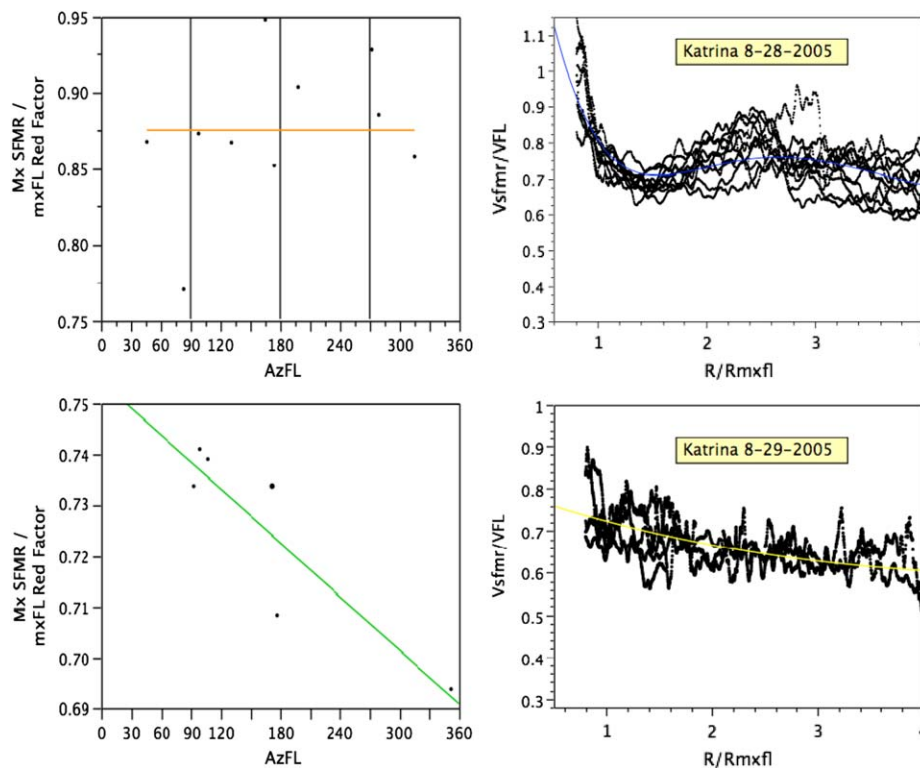 0.95
0.90
0.85
0.80
0.75
0 30 60 90 120 180 240 300 360
AzFL
Mx SFMR /
mxFL Red Factor
Katrina 8-28-2005
1.1
1
0.9
0.8
0.7
0.6
0.5
0.4
0.3
1 2 3
R/Rmxfl
Vsfmr/VFL
0.75
0.74
0.73
0.72
0.71
0.70
0.69
0 30 60 90 120 180 240 300 360
AzFL
Mx SFMR /
mxFL Red Factor
Katrina 8-29-2005
1
0.9
0.8
0.7
0.6
0.5
0.4
0.3
1 2 3
R/Rmxfl
Vsfmr/VFL